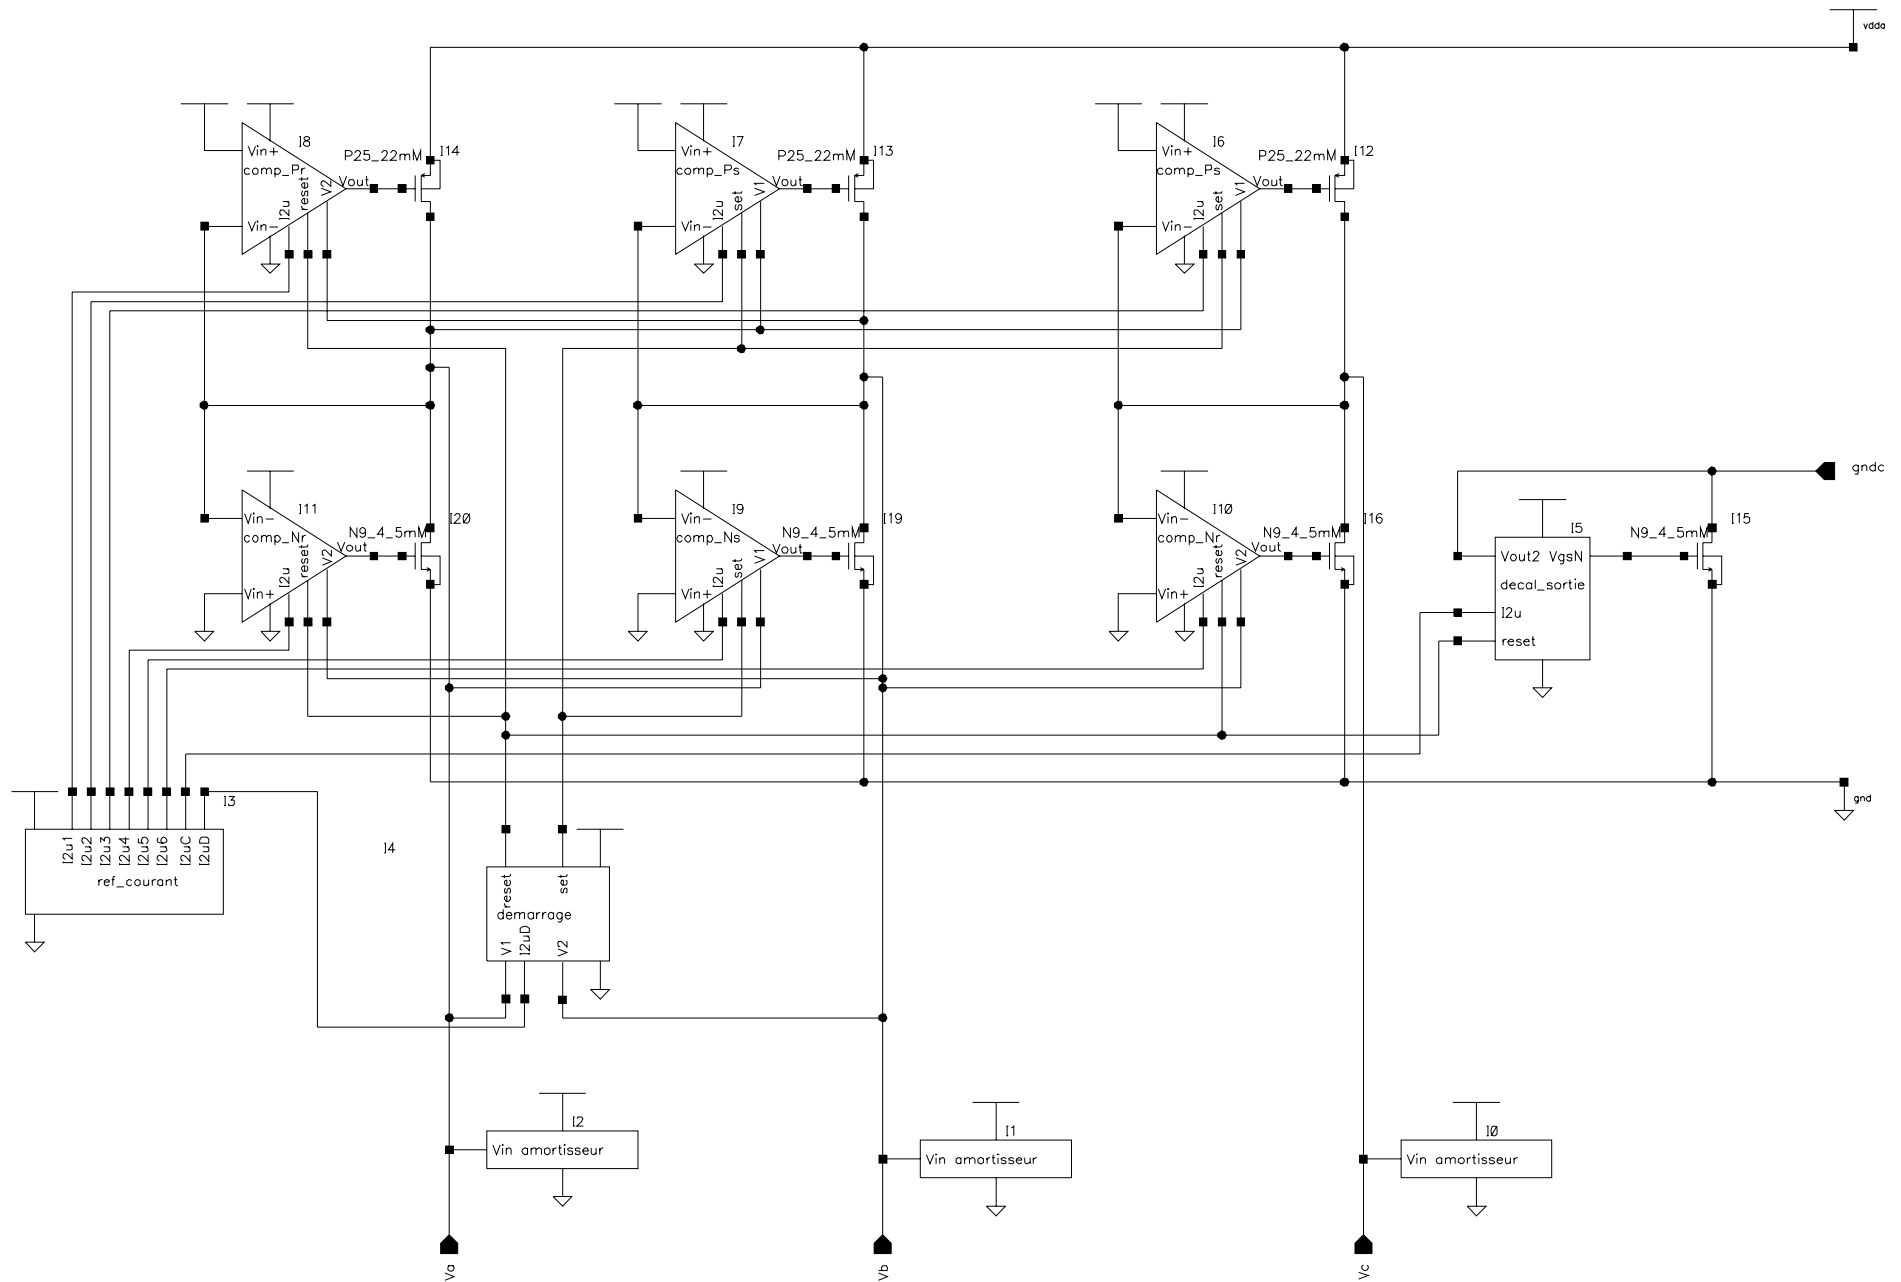 vdda
I8
Vin+
comp_Pr
reset
V2
I2u
Vin-
Vout
P25_22mM
I14
I7
Vin+
comp_Ps
I2u
set
V1
Vin-
Vout
P25_22mM
I13
I6
Vin+
comp_Ps
I2u
set
V1
Vin-
Vout
P25_22mM
I12
gndc
I11
Vin-
comp_Nr
I2u
reset
V2
Vin+
Vout
N9_4_5mM
I20
I9
Vin-
comp_Ns
I2u
set
V1
Vin+
Vout
N9_4_5mM
I19
I10
Vin-
comp_Nr
I2u
reset
V2
Vin+
Vout
N9_4_5mM
I16
I5
Vout2 VgsN
decal_sortie
I2u
reset
N9_4_5mM
I15
gnd
I3
I2u1
I2u2
I2u3
I2u4
I2u5
I2u6
I2uC
I2uD
ref_courant
I4
reset
set
demarrage
V1
I2uD
V2
I2
Vin amortisseur
I1
Vin amortisseur
I0
Vin amortisseur
Va
Vb
Vc